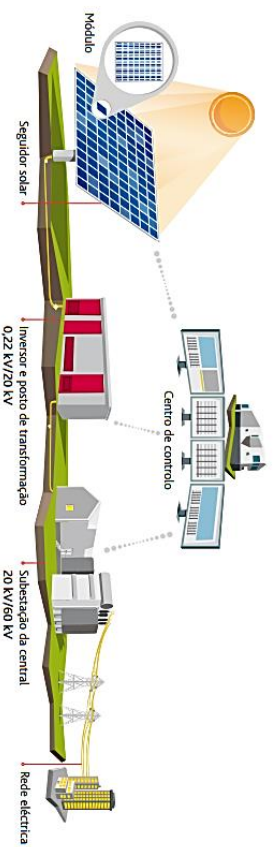 Módulo
Seguidor solar
Centro de controlo
Inversor e posto de transformação
0,22 kV/20 kV
Subestação da central
20 kV/60 kV
Rede eléctrica